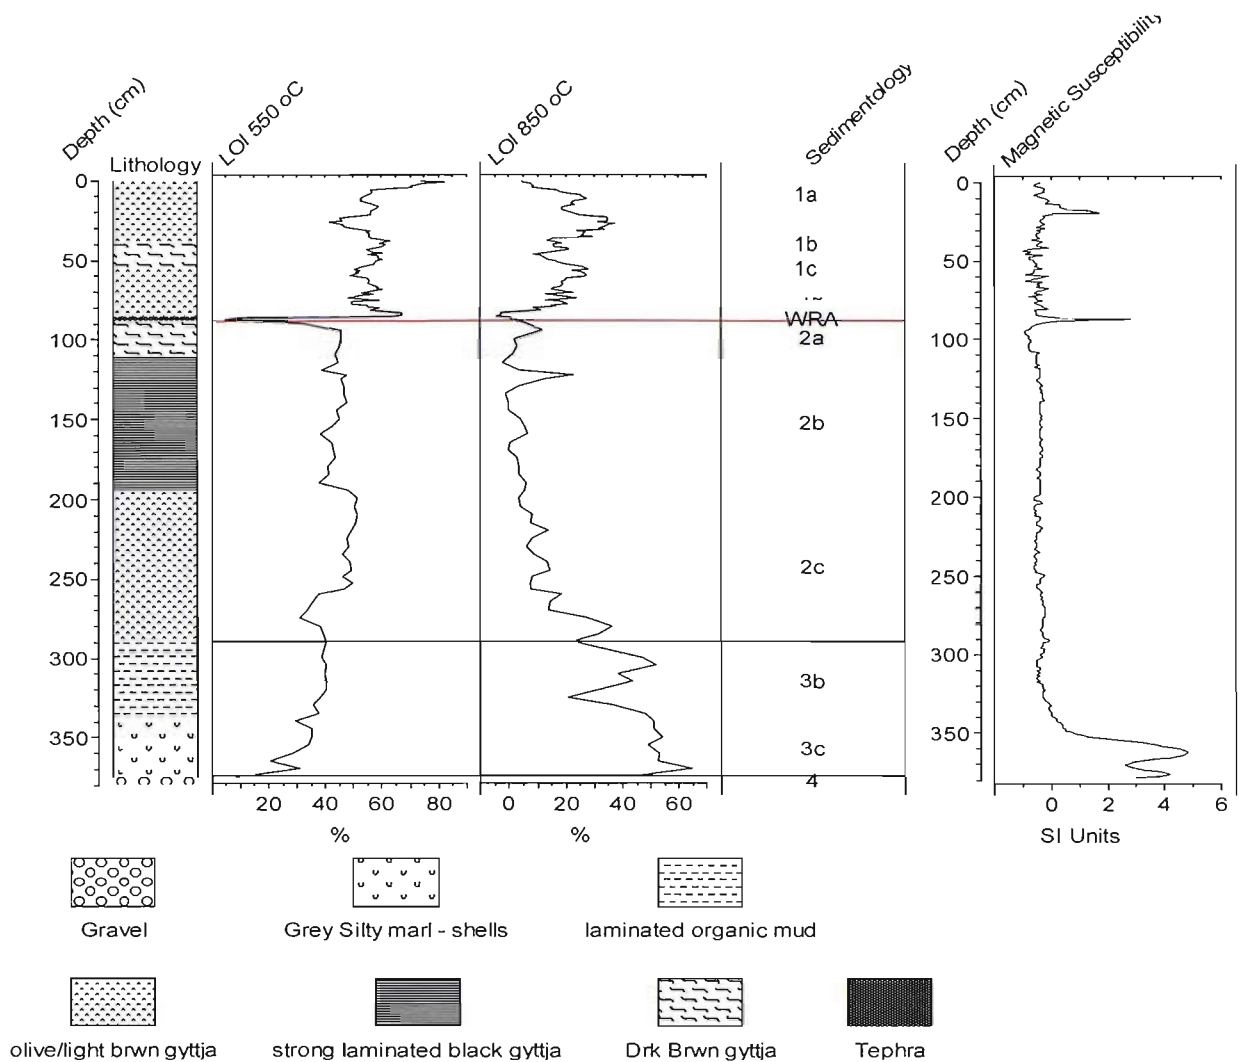 Depth (cm)
Lithology
LOI 550 oC
LOI 850 oC
Sedimentology
Depth (cm)
Magnetic Susceptibility
0
50
100
150
200
250
300
350
1a
1b
1c
WRA
2a
2b
2c
3b
3c
4
0
50
100
150
200
250
300
350
20 40 60 80
%
0 20 40 60
%
0 2 4 6
SI Units
Gravel
Grey Silty marl - shells
laminated organic mud
olive/light brwn gyttja
strong laminated black gyttja
Drk Brwn gyttja
Tephra